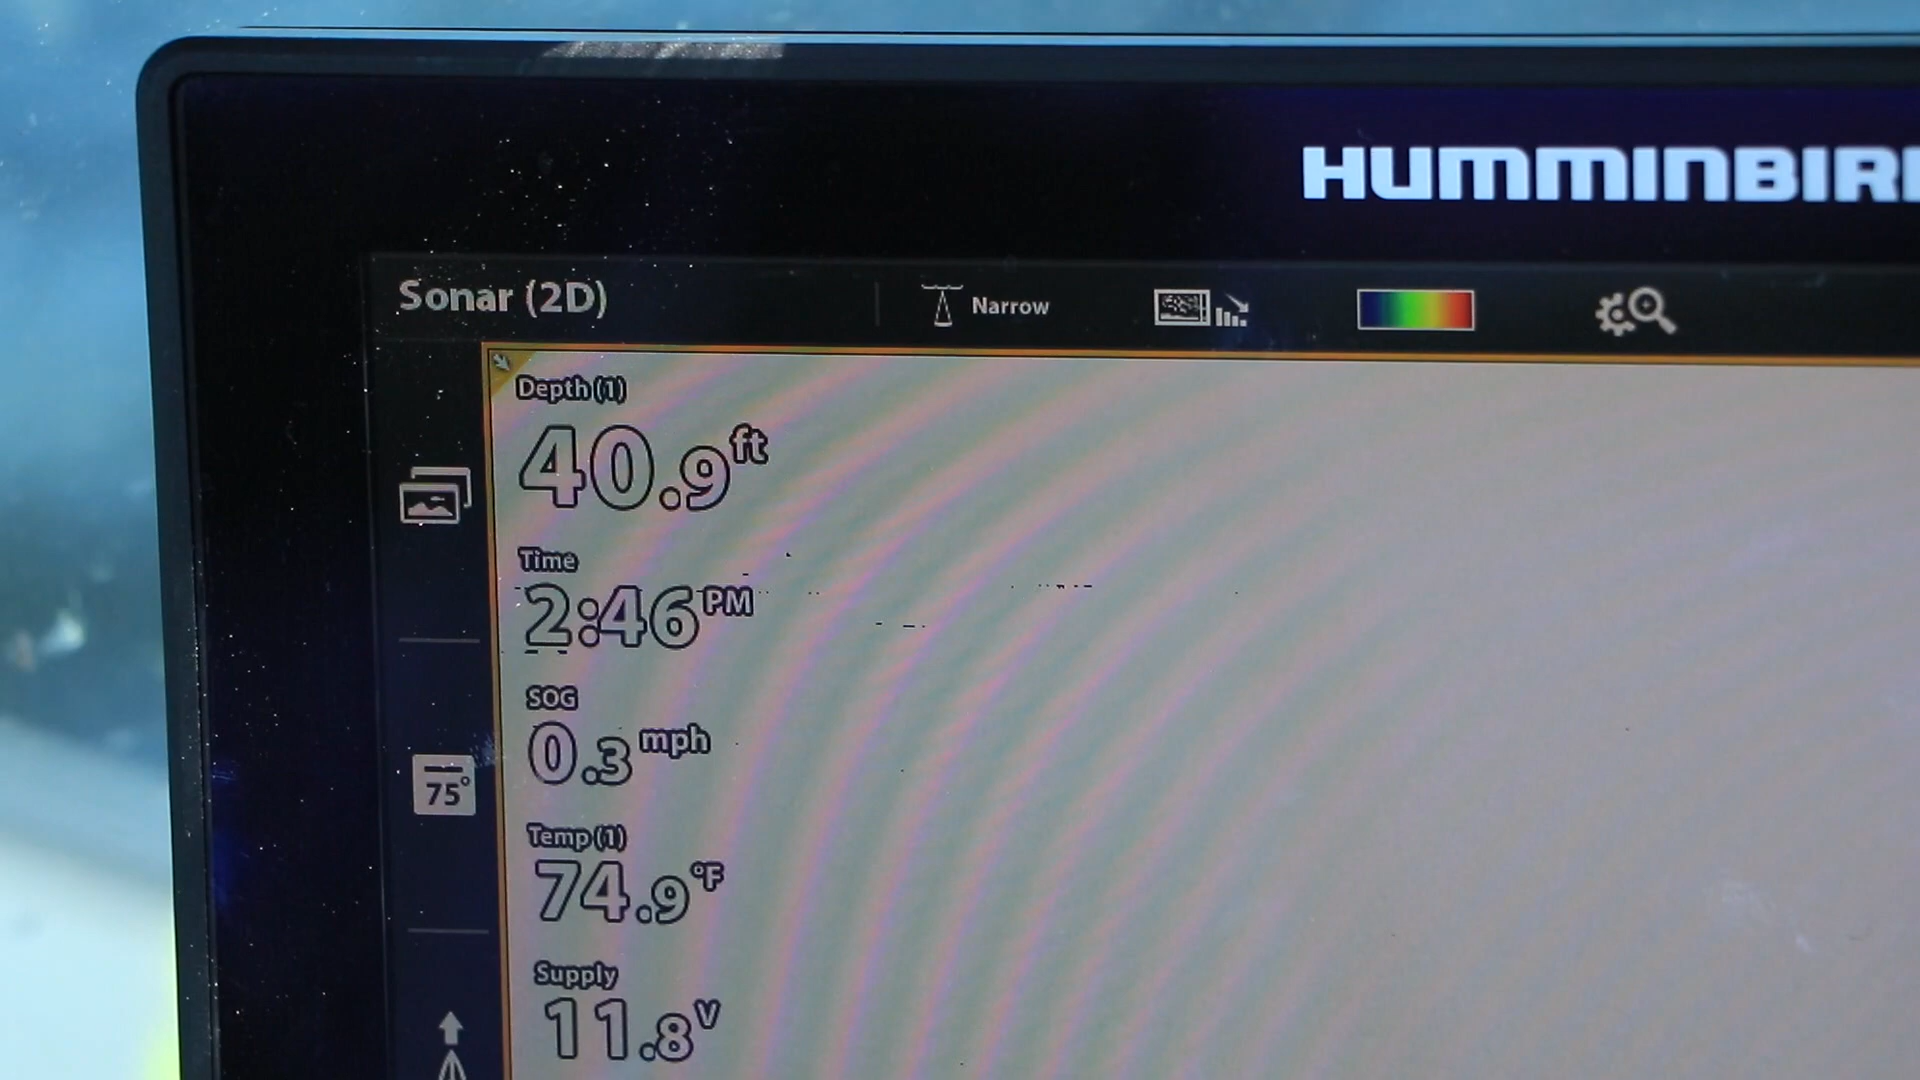 HUMMINBIR
Sonar (2D)
Narrow
Depth (1)
40.9 ft
Time
2:46 PM
SOG
0.3 mph
75°
Temp (1)
74.9 °F
Supply
11.8 V